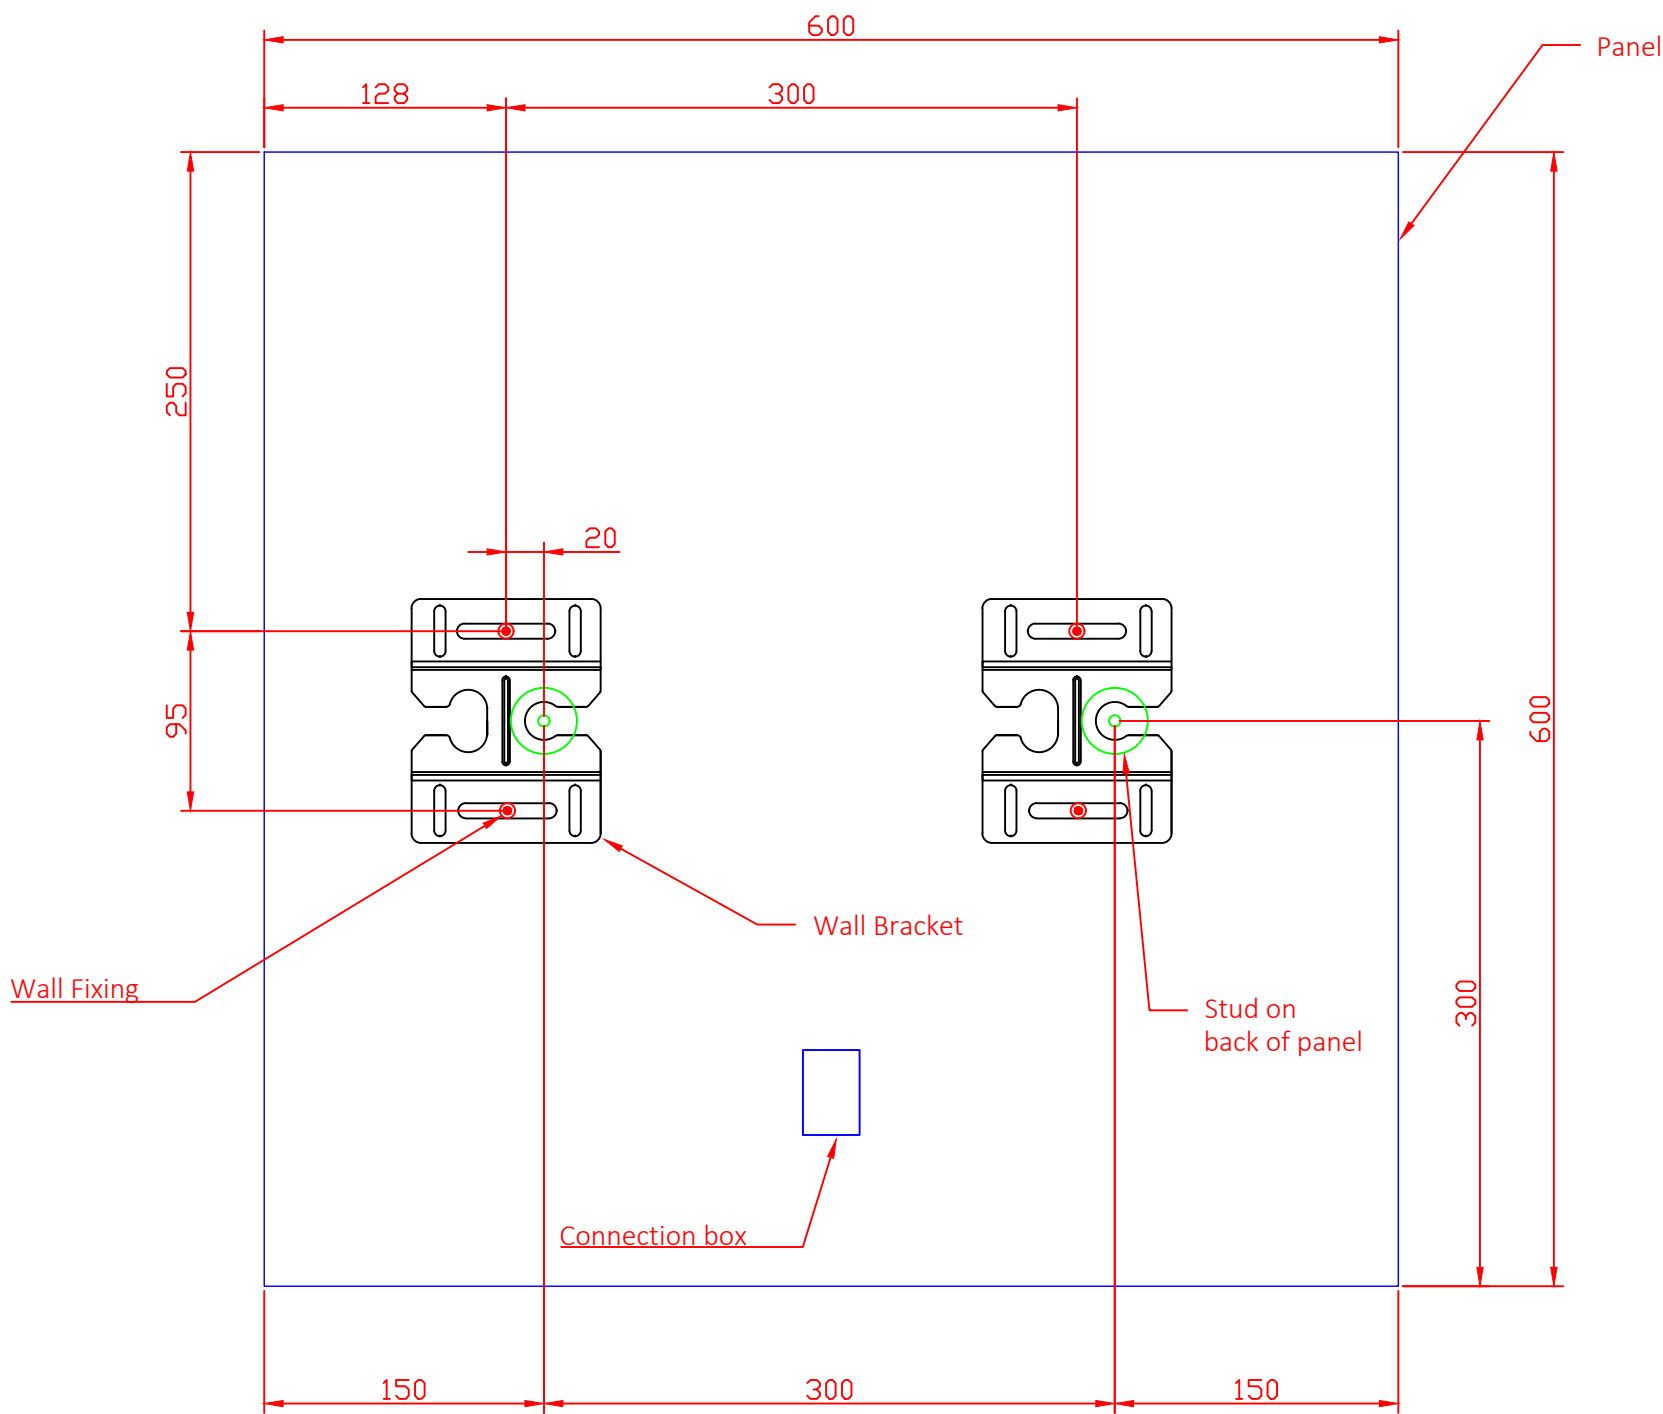 600
Panel
128
300
250
20
95
600
Wall Bracket
Wall Fixing
300
Stud on
back of panel
Connection box
150
300
150